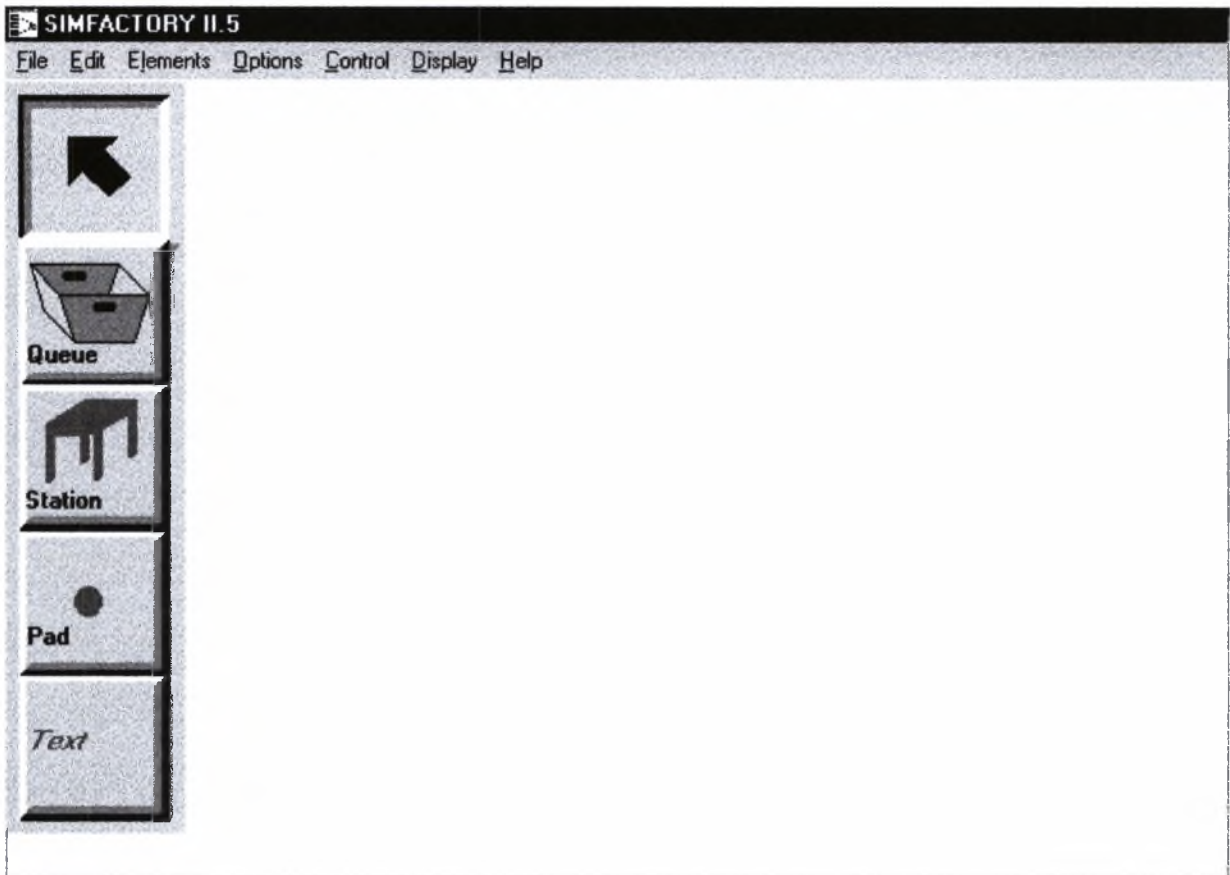 SIMFACTORY II.5
File Edit Elements Options Control Display Help
Queue
Station
Pad
Text